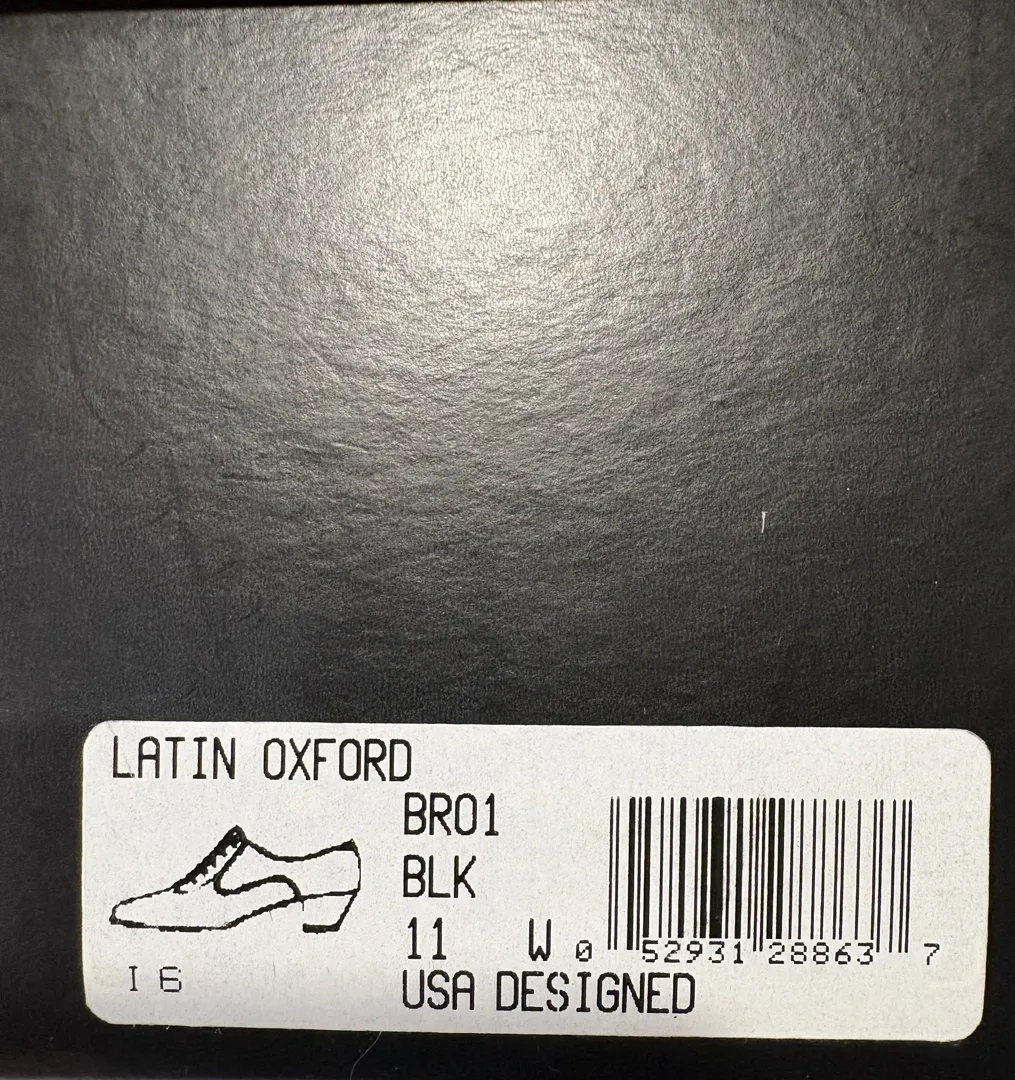 LATIN OXFORD
BR01
BLK
11 W
0 52931 28863 7
I 6
USA DESIGNED